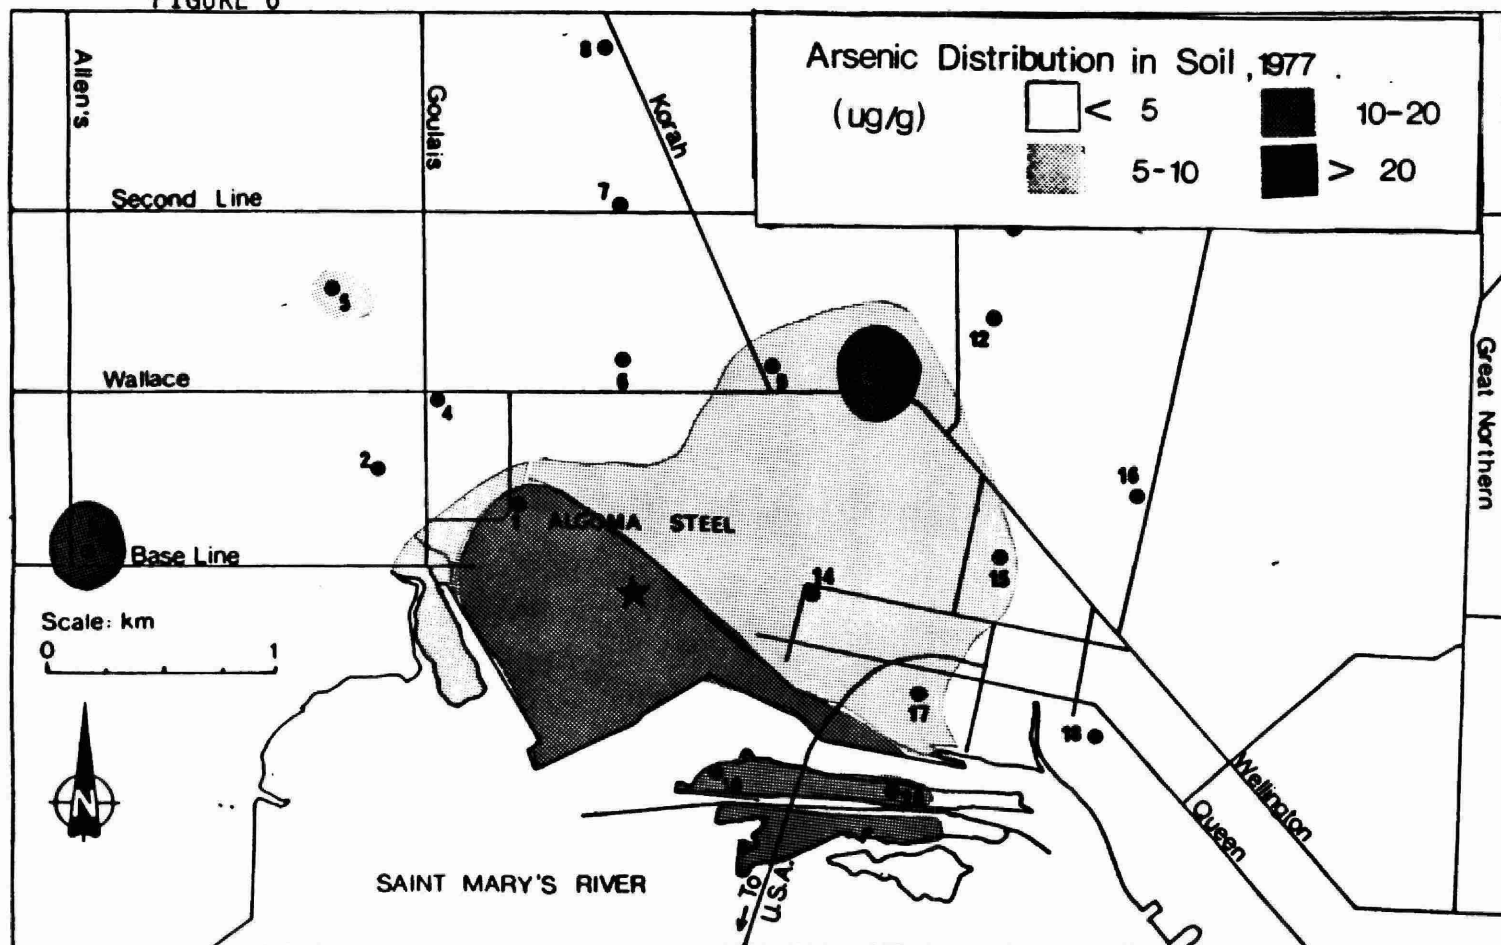 FIGURE 6
Arsenic Distribution in Soil, 1977
(ug/g)
< 5
10-20
5-10
> 20
Allen's
Goulais
Korah
8
7
Second Line
5
12
Great Northern
Wallace
6
9
4
2
16
1 ALGOMA STEEL
Base Line
15
14
Scale: km
0 1
17
18
N
Wellington
Queen
SAINT MARY'S RIVER
← To
U.S.A.